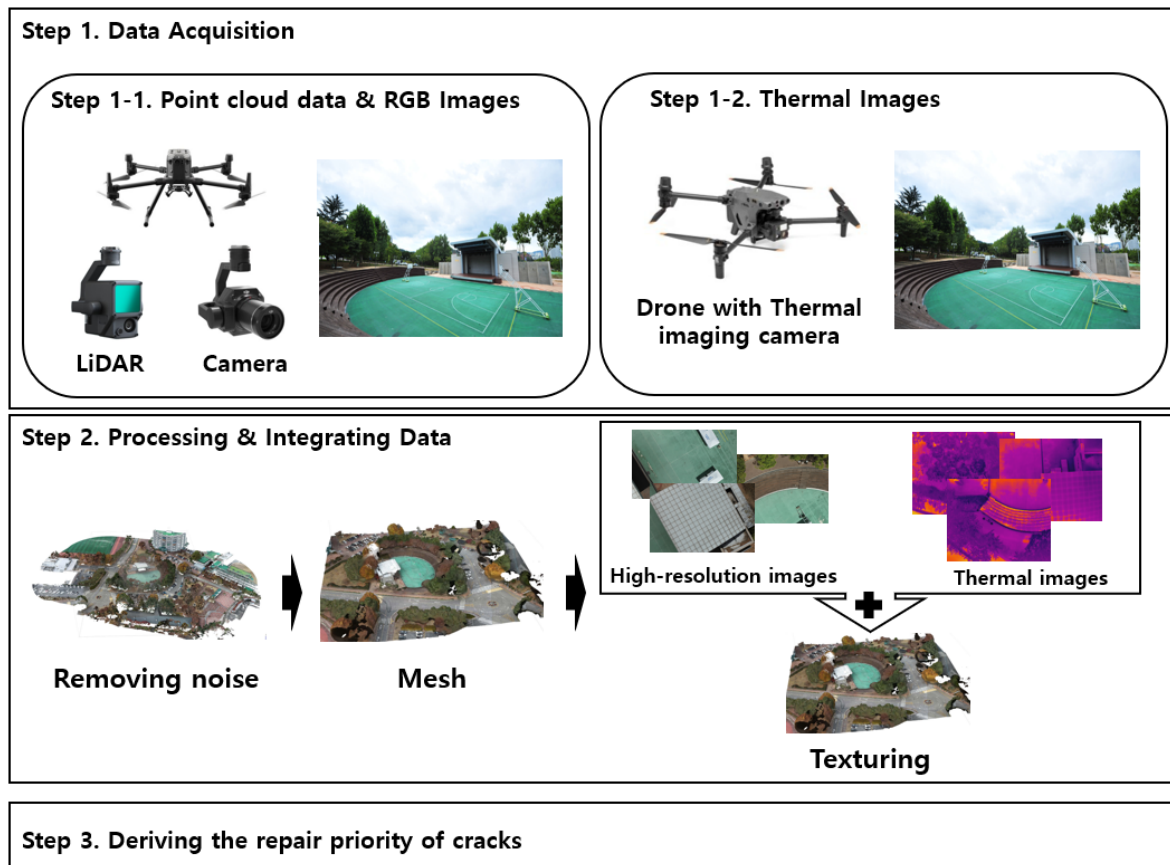 Step 1. Data Acquisition
Step 1-1. Point cloud data & RGB Images
LiDAR
Camera
Step 1-2. Thermal Images
Drone with Thermal
imaging camera
Step 2. Processing & Integrating Data
Removing noise
Mesh
High-resolution images
Thermal images
Texturing
Step 3. Deriving the repair priority of cracks